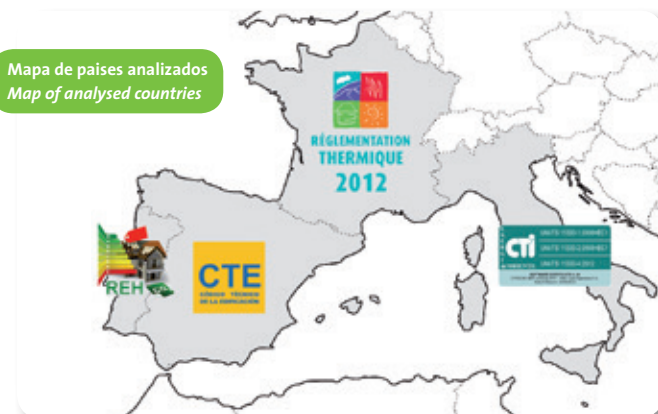 Mapa de paises analizados
Map of analysed countries
RÉGLEMENTATION
THERMIQUE
2012
REH
CTE
CÓDIGO TÉCNICO
DE LA EDIFICACIÓN
CTI